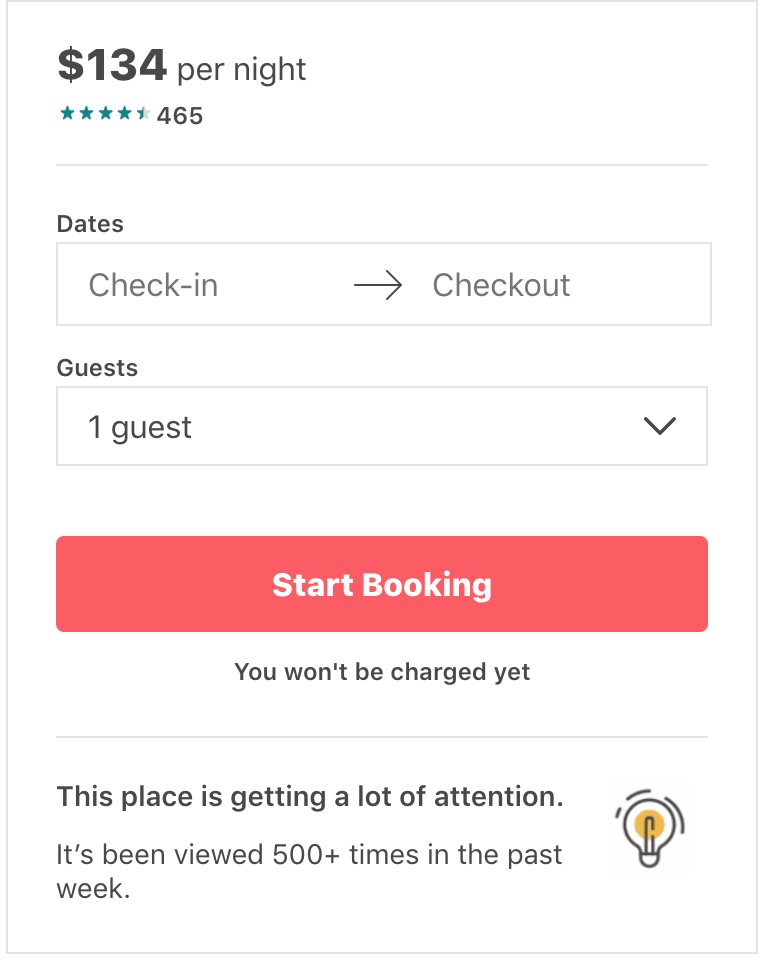 $134 per night
465
Dates
Check-in Checkout
Guests
1 guest
Start Booking
You won't be charged yet
This place is getting a lot of attention.
It’s been viewed 500+ times in the past
week.